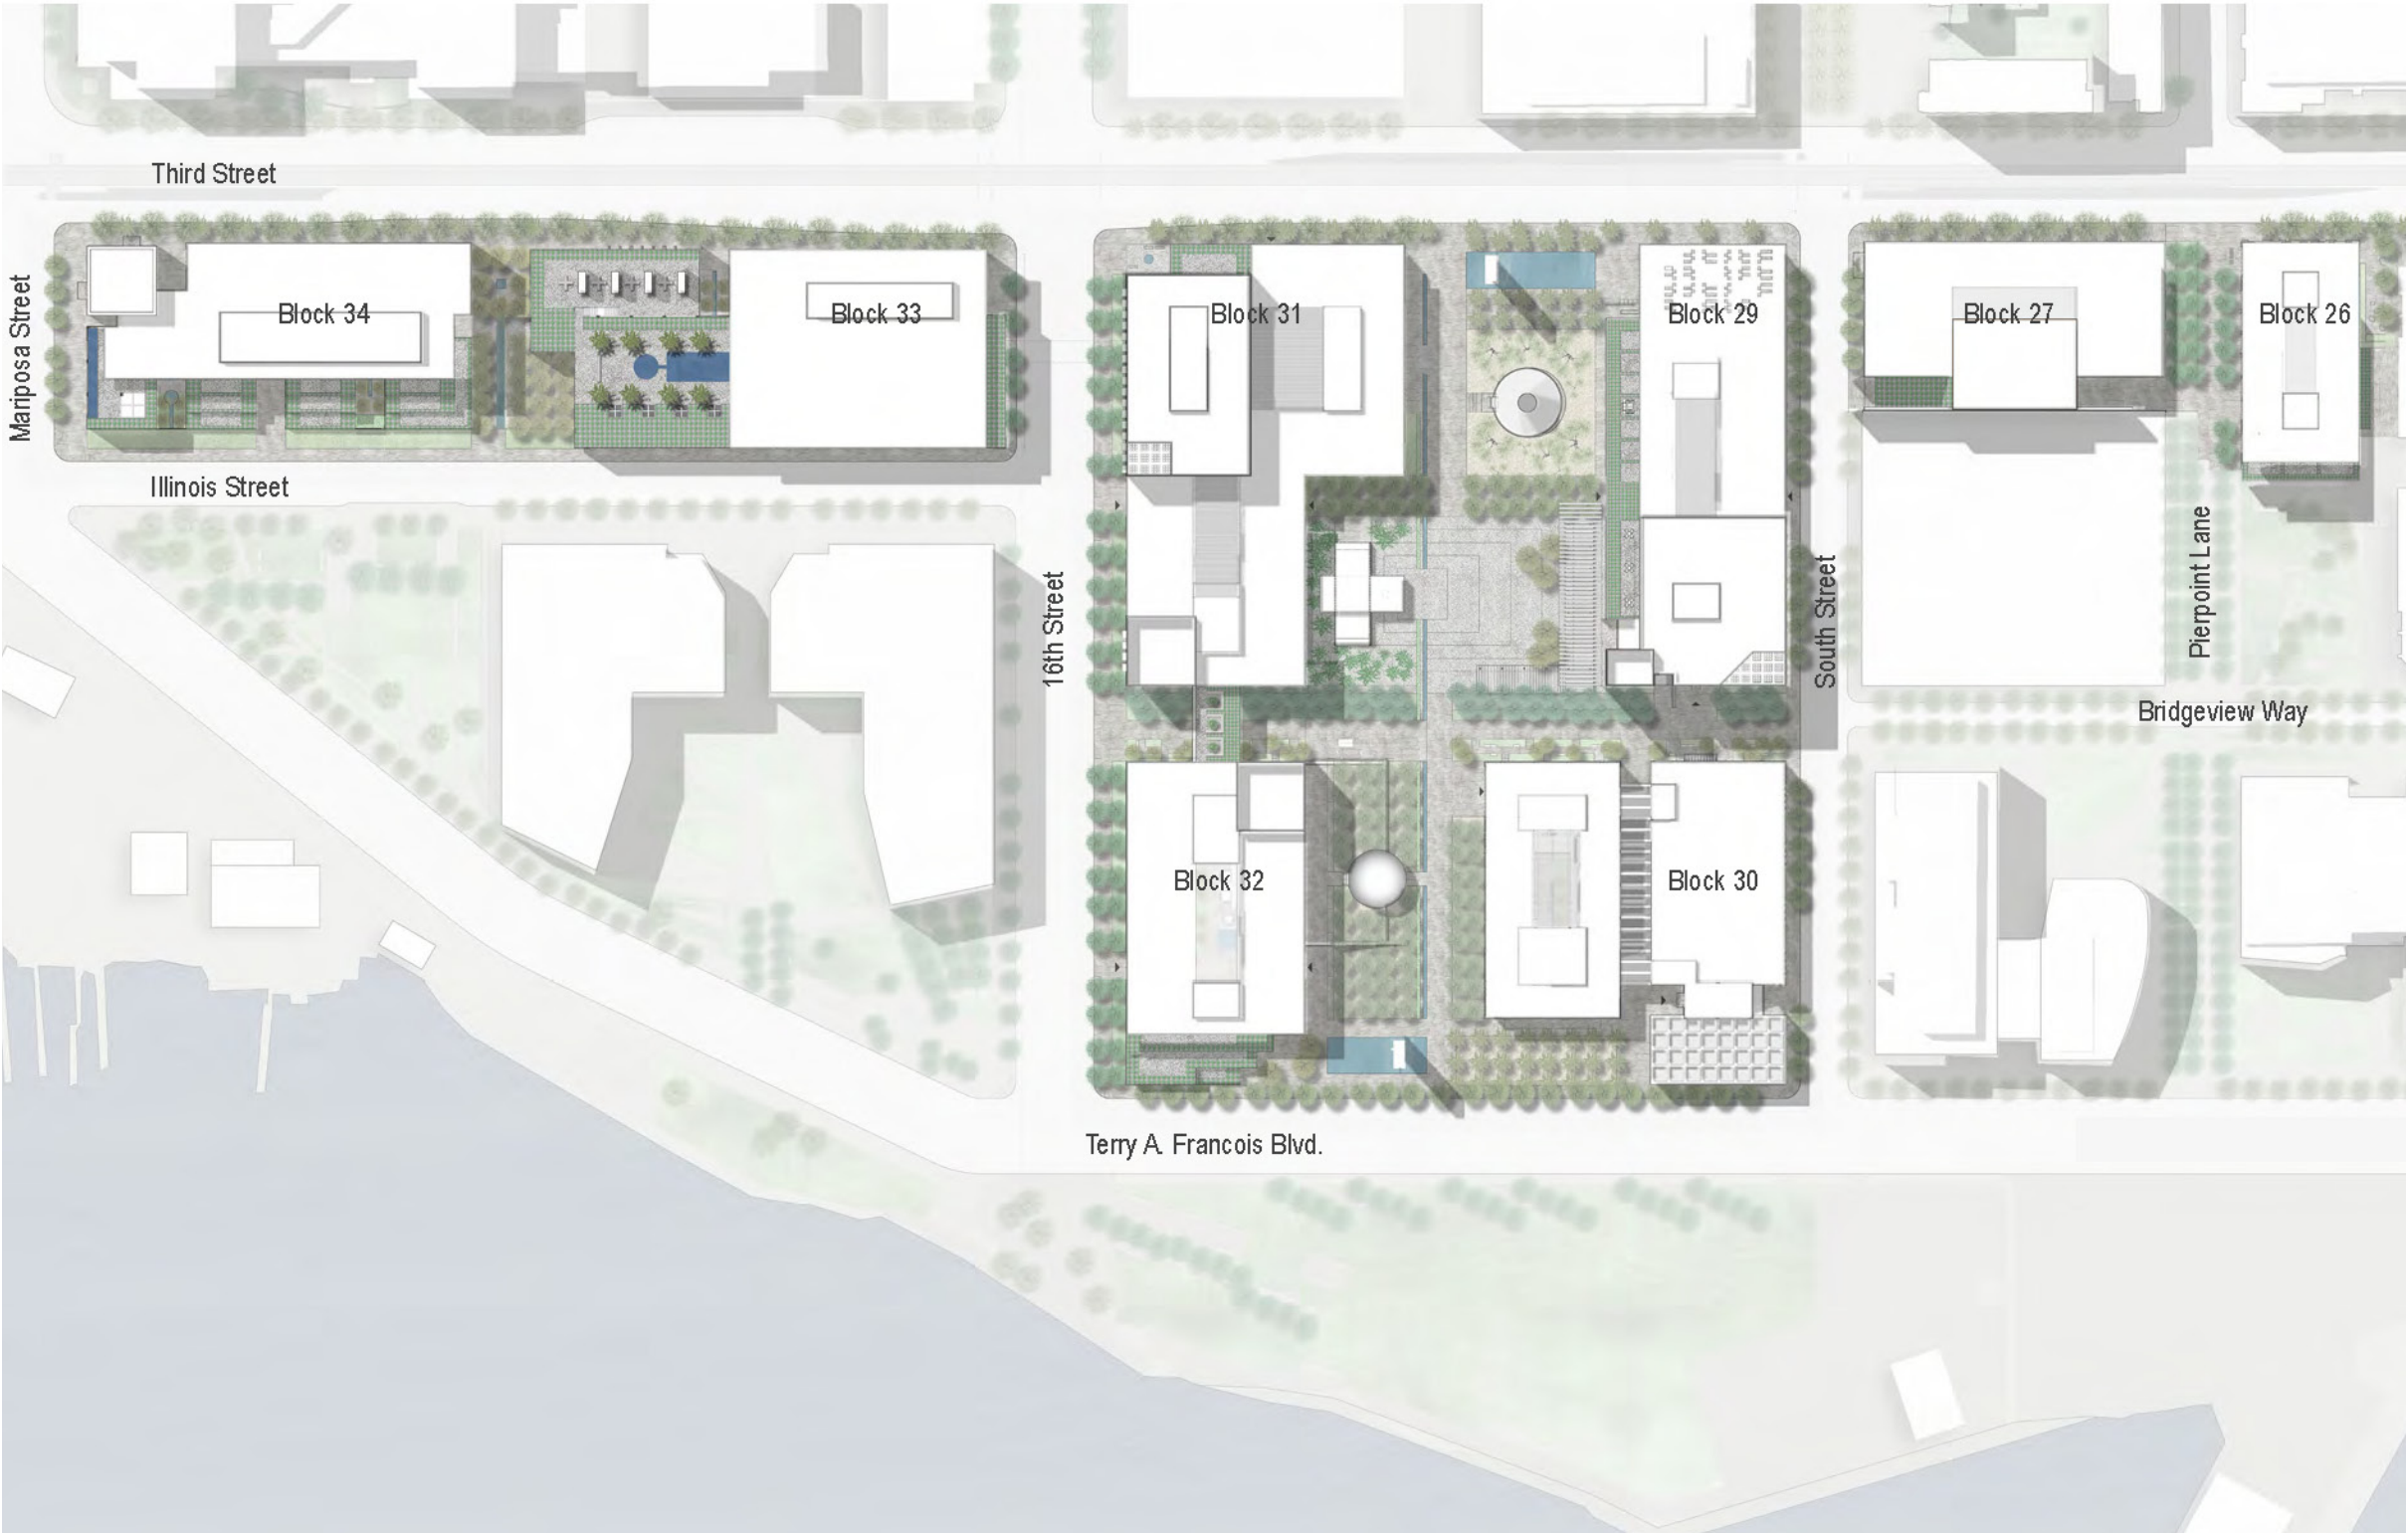 Third Street
Mariposa Street
Block 34
Block 33
Block 31
Block 29
Block 27
Block 26
Illinois Street
16th Street
South Street
Pierpoint Lane
Bridgeview Way
Block 32
Block 30
Terry A. Francois Blvd.